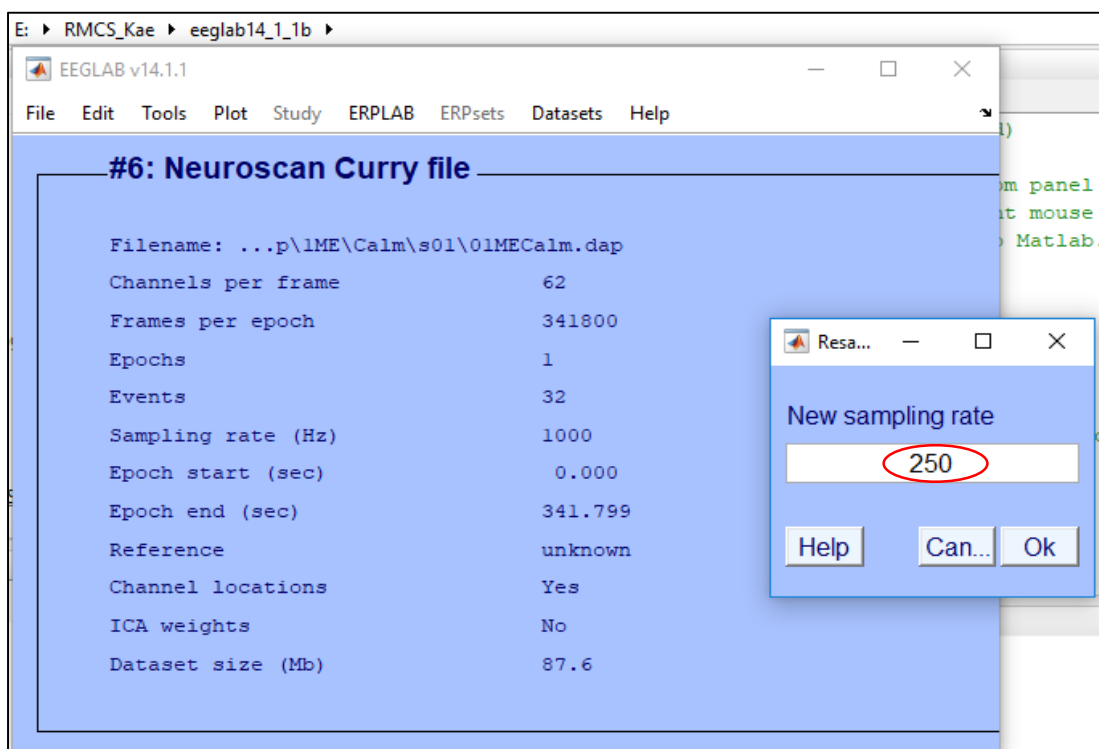 E: ▸ RMCS_Kae ▸ eeglab14_1_1b ▸
EEGLAB v14.1.1
File Edit Tools Plot Study ERPLAB ERPsets Datasets Help
#6: Neuroscan Curry file
Filename: ...p\1ME\Calm\s01\01MECalm.dap
Channels per frame 62
Frames per epoch 341800
Epochs 1
Events 32
Sampling rate (Hz) 1000
Epoch start (sec) 0.000
Epoch end (sec) 341.799
Reference unknown
Channel locations Yes
ICA weights No
Dataset size (Mb) 87.6
panel
mouse
Matlab.
Resa...
New sampling rate
250
Help Can... Ok